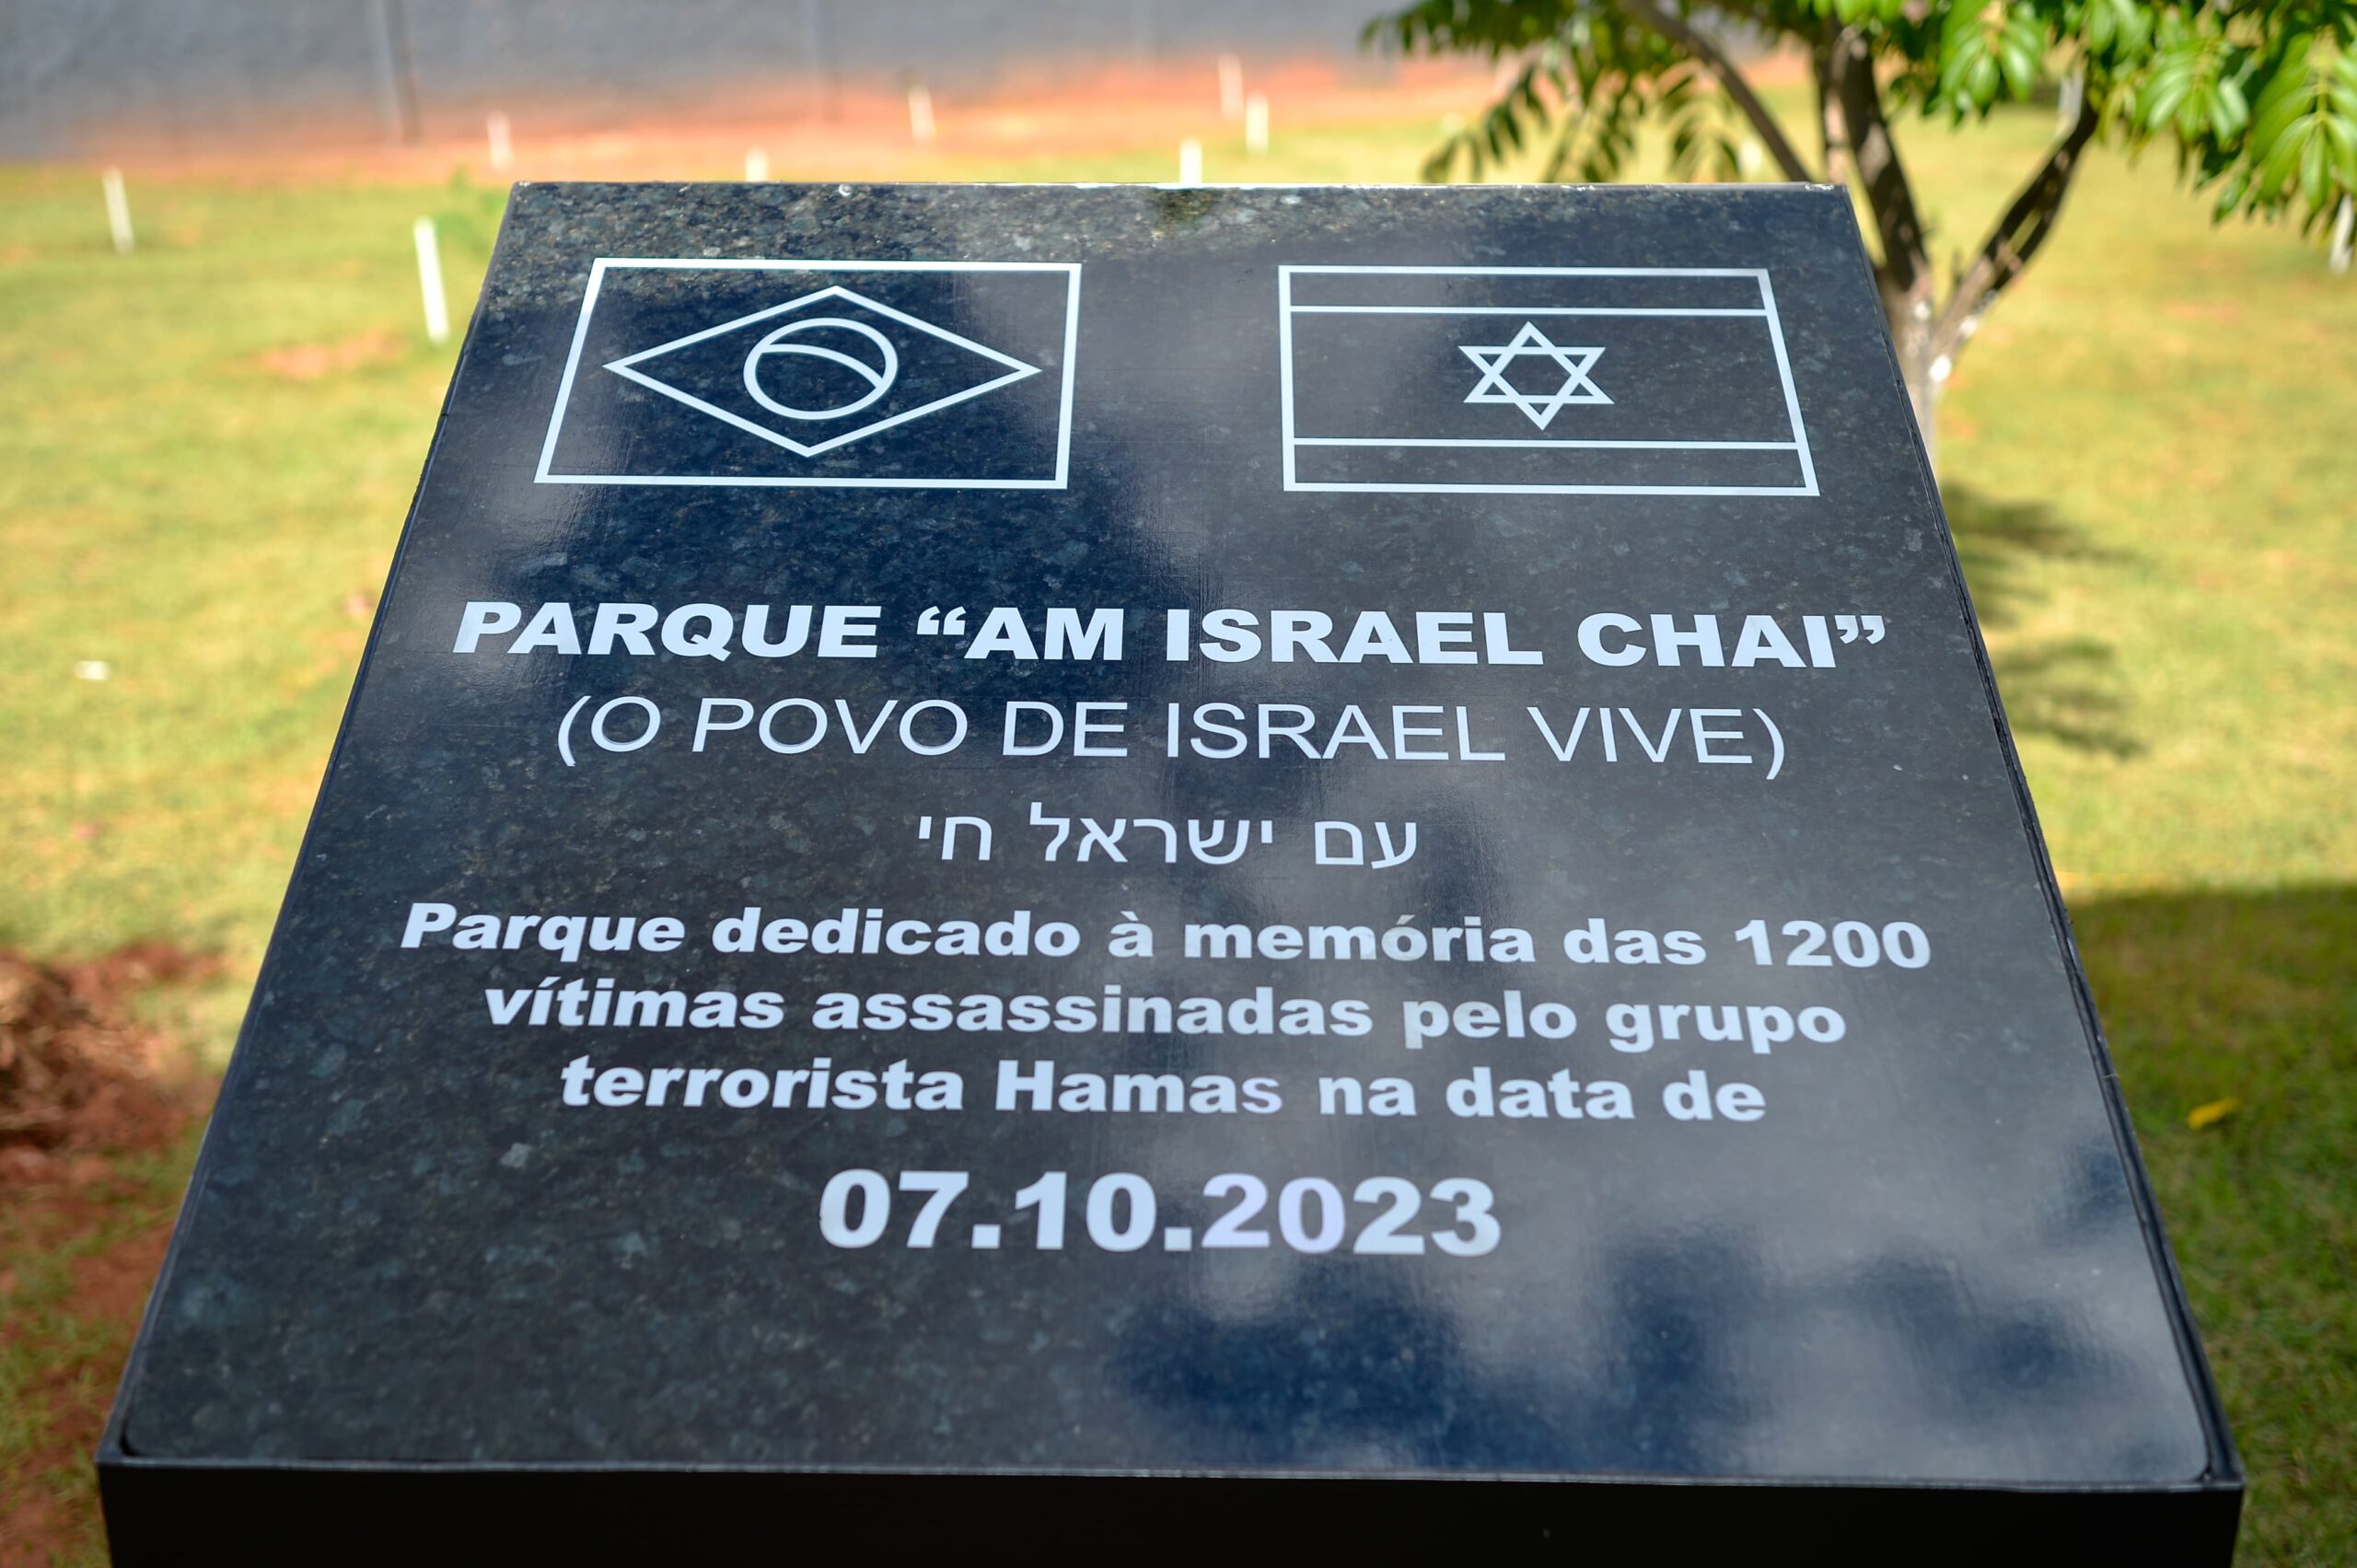 PARQUE “AM ISRAEL CHAI”
(O POVO DE ISRAEL VIVE)
עם ישראל חי
Parque dedicado à memória das 1200
vítimas assassinadas pelo grupo
terrorista Hamas na data de
07.10.2023